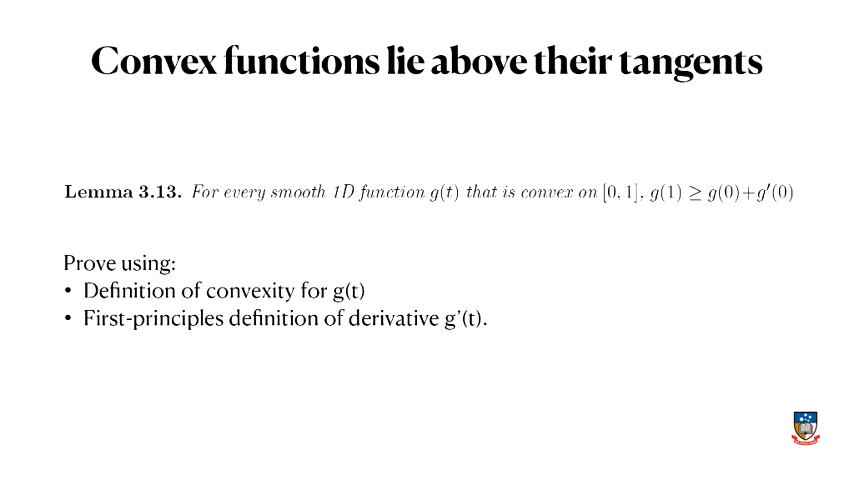 Convex functions lie above their tangents
Lemma 3.13. For every smooth 1D function g(t) that is convex on [0, 1], g(1) ≥ g(0)+g′(0)
Prove using:
• Definition of convexity for g(t)
• First-principles definition of derivative g’(t).